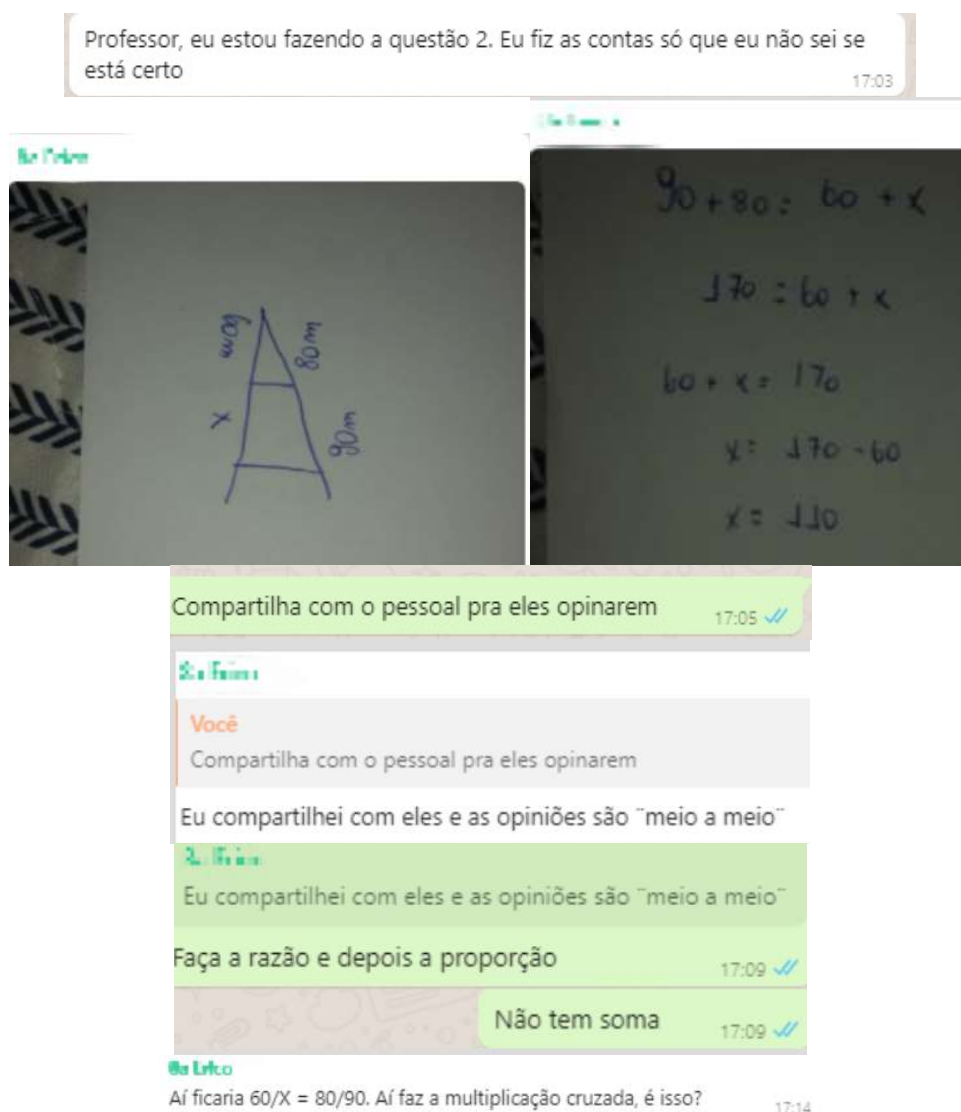 Professor, eu estou fazendo a questão 2. Eu fiz as contas só que eu não sei se
está certo
17:03
60m
80m
x
90m
90 + 80 = 60 + x
170 = 60 + x
60 + x = 170
x = 170 - 60
x = 110
Compartilha com o pessoal pra eles opinarem
17:05
Você
Compartilha com o pessoal pra eles opinarem
Eu compartilhei com eles e as opiniões são ¨meio a meio¨
Eu compartilhei com eles e as opiniões são ¨meio a meio¨
Faça a razão e depois a proporção
17:09
Não tem soma
17:09
Aí ficaria 60/X = 80/90. Aí faz a multiplicação cruzada, é isso?
17:14